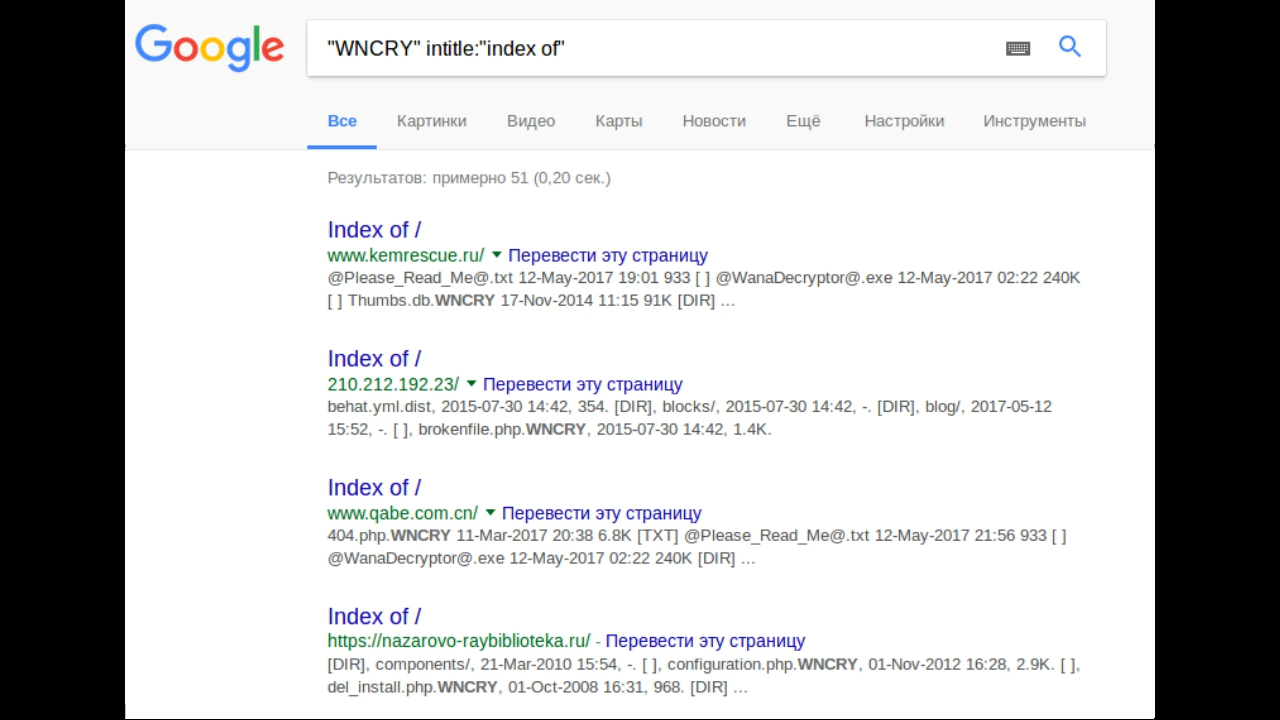 Google
"WNCRY" intitle:"index of"
Все Картинки Видео Карты Новости Ещё Настройки Инструменты
Результатов: примерно 51 (0,20 сек.)
Index of /
www.kemrescue.ru/ Перевести эту страницу
@Please_Read_Me@.txt 12-May-2017 19:01 933 [ ] @WanaDecryptor@.exe 12-May-2017 02:22 240K
[ ] Thumbs.db.WNCRY 17-Nov-2014 11:15 91K [DIR] ...
Index of /
210.212.192.23/ Перевести эту страницу
behat.yml.dist, 2015-07-30 14:42, 354. [DIR], blocks/, 2015-07-30 14:42, -. [DIR], blog/, 2017-05-12
15:52, -. [ ], brokenfile.php.WNCRY, 2015-07-30 14:42, 1.4K.
Index of /
www.qabe.com.cn/ Перевести эту страницу
404.php.WNCRY 11-Mar-2017 20:38 6.8K [TXT] @Please_Read_Me@.txt 12-May-2017 21:56 933 [ ]
@WanaDecryptor@.exe 12-May-2017 02:22 240K [DIR] ...
Index of /
https://nazarovo-raybiblioteka.ru/ - Перевести эту страницу
[DIR], components/, 21-Mar-2010 15:54, -. [ ], configuration.php.WNCRY, 01-Nov-2012 16:28, 2.9K. [ ],
del_install.php.WNCRY, 01-Oct-2008 16:31, 968. [DIR] ...